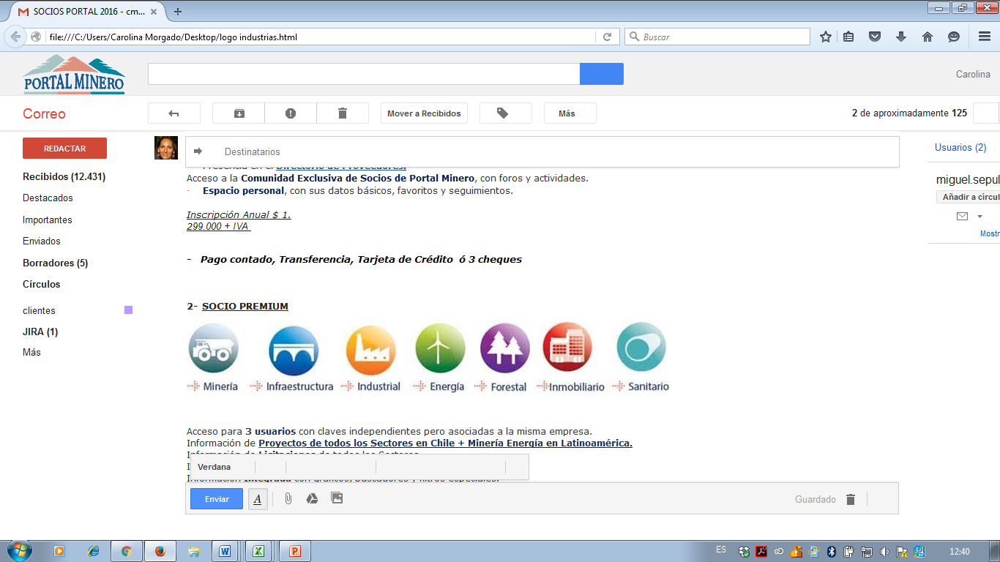 SOCIOS PORTAL 2016 - cm...
file:///C:/Users/Carolina Morgado/Desktop/logo industrias.html
Buscar
PORTAL MINERO
Carolina
Correo
Mover a Recibidos
Más
2 de aproximadamente 125
REDACTAR
Destinatarios
Usuarios (2)
Presencia en el Directorio de Proveedores.
Recibidos (12.431)
Acceso a la Comunidad Exclusiva de Socios de Portal Minero, con foros y actividades.
miguel.sepul
· Espacio personal, con sus datos básicos, favoritos y seguimientos.
Añadir a círcul
Destacados
Inscripción Anual $ 1.
Importantes
299.000 + IVA
Mostr
Enviados
- Pago contado, Transferencia, Tarjeta de Crédito ó 3 cheques
Borradores (5)
Círculos
2- SOCIO PREMIUM
clientes
JIRA (1)
Más
Minería Infraestructura Industrial Energía Forestal Inmobiliario Sanitario
Acceso para 3 usuarios con claves independientes pero asociadas a la misma empresa.
Información de Proyectos de todos los Sectores en Chile + Minería Energía en Latinoamérica.
Información de Licitaciones de todos los Sectores
Verdana
Información Integrada con gráficos, buscadores y filtros especiales.
Enviar
A
Guardado
ES
12:40